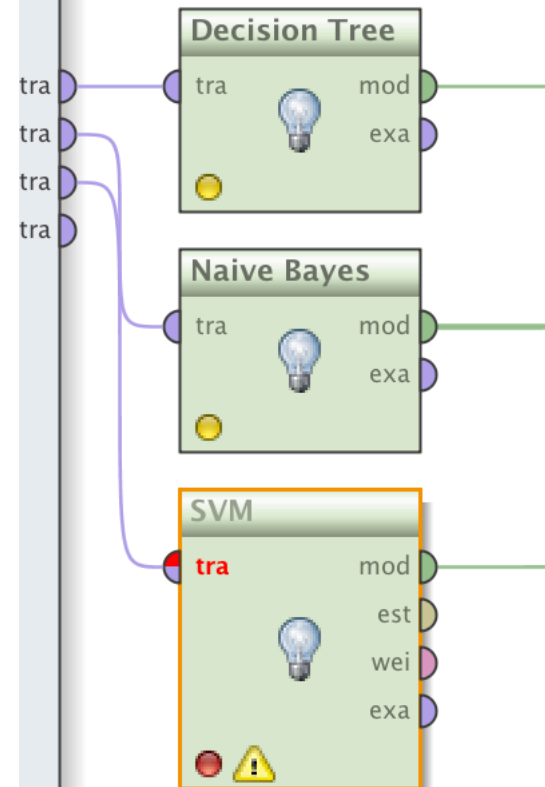 tra
tra
tra
tra
Decision Tree
tra mod
exa
Naive Bayes
tra mod
exa
SVM
tra mod
est
wei
exa